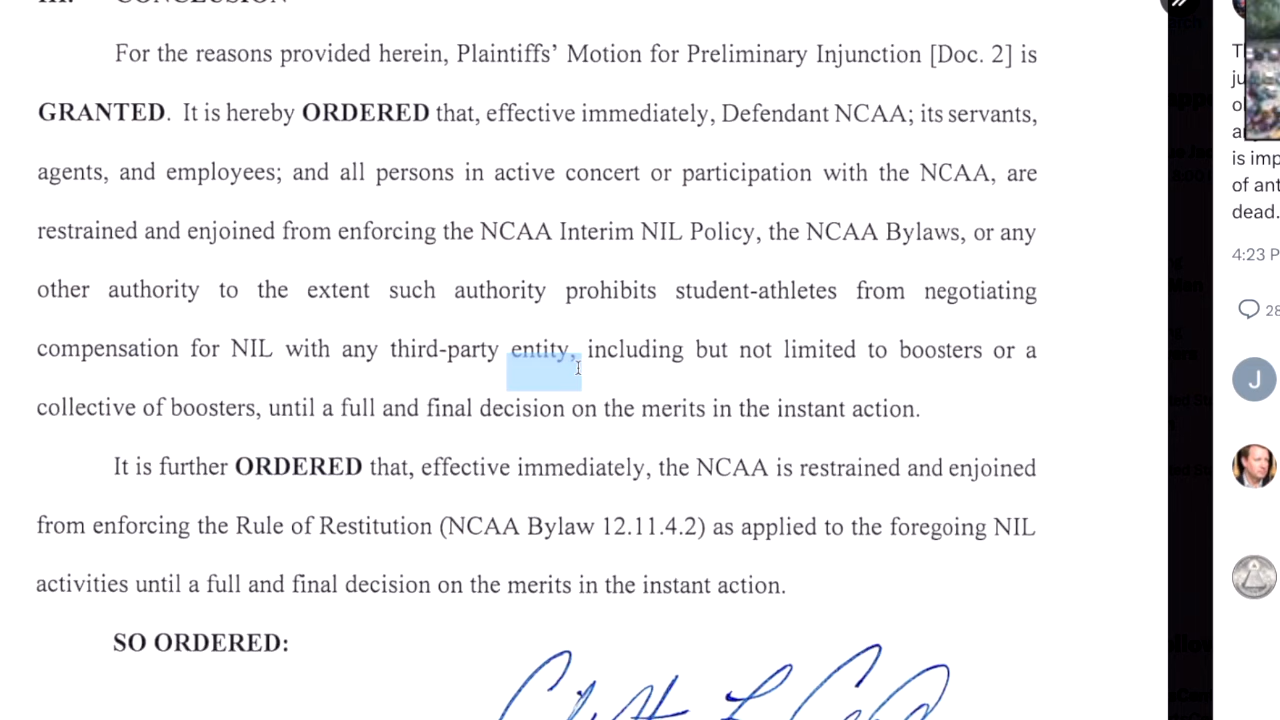 For the reasons provided herein, Plaintiffs’ Motion for Preliminary Injunction [Doc. 2] is
GRANTED. It is hereby ORDERED that, effective immediately, Defendant NCAA; its servants,
agents, and employees; and all persons in active concert or participation with the NCAA, are
restrained and enjoined from enforcing the NCAA Interim NIL Policy, the NCAA Bylaws, or any
other authority to the extent such authority prohibits student-athletes from negotiating
compensation for NIL with any third-party entity, including but not limited to boosters or a
collective of boosters, until a full and final decision on the merits in the instant action.
It is further ORDERED that, effective immediately, the NCAA is restrained and enjoined
from enforcing the Rule of Restitution (NCAA Bylaw 12.11.4.2) as applied to the foregoing NIL
activities until a full and final decision on the merits in the instant action.
SO ORDERED:
is imp
of ant
dead.
4:23 P
28
J